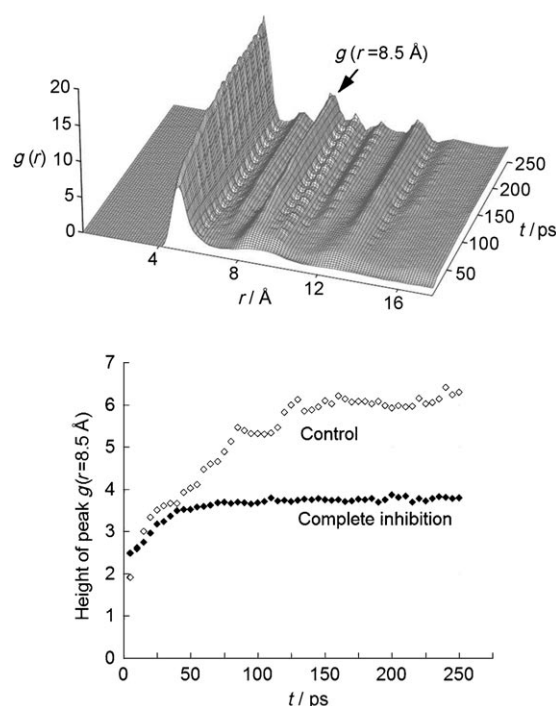 g (r=8.5 Å)
20
15
g (r) 10
5
0
4
8
12
16
r / Å
250
200
150
100
50
t / ps
7
6
5
4
3
2
1
0
Height of peak g(r=8.5 Å)
Control
Complete inhibition
0 50 100 150 200 250
t / ps